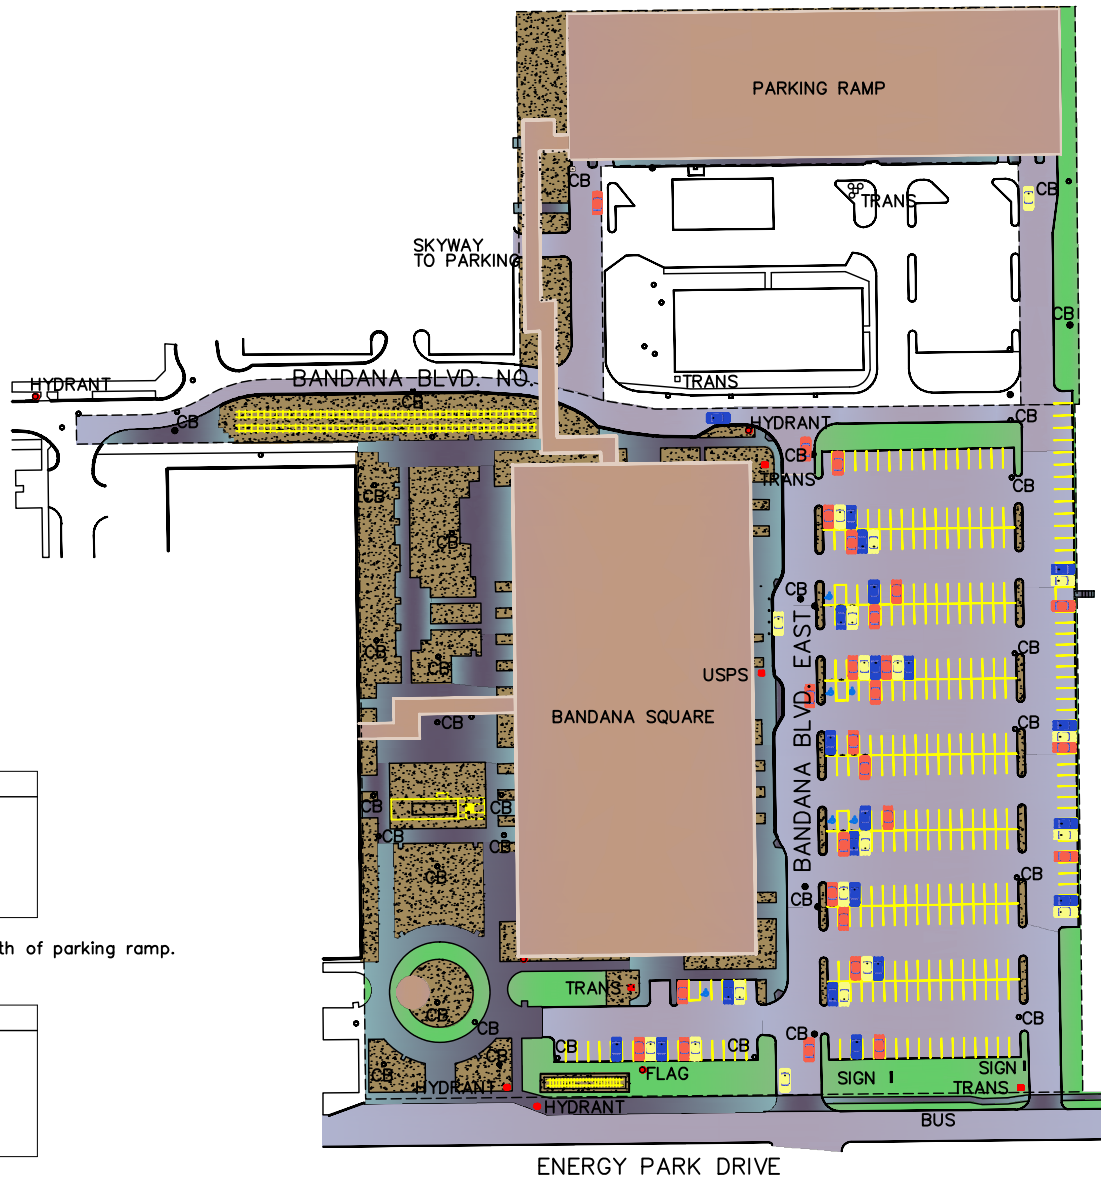 PARKING RAMP
CB
CB
TRANS
SKYWAY
TO PARKING
CB
HYDRANT
BANDANA BLVD. NO.
TRANS
CB
CB
HYDRANT
CB
CB
TRANS
CB
CB
CB
CB
BANDANA BLVD. EAST
CB
CB
CB
USPS
CB
BANDANA SQUARE
CB
CB
CB
CB
CB
CB
CB
CB
th of parking ramp.
TRANS
CB
CB
CB
CB
CB
CB
CB
CB
FLAG
SIGN
SIGN
HYDRANT
TRANS
HYDRANT
BUS
ENERGY PARK DRIVE